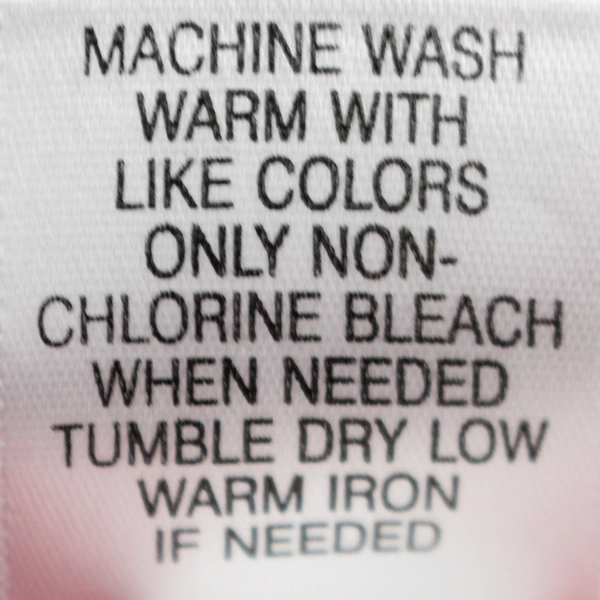 MACHINE WASH
WARM WITH
LIKE COLORS
ONLY NON-
CHLORINE BLEACH
WHEN NEEDED
TUMBLE DRY LOW
WARM IRON
IF NEEDED